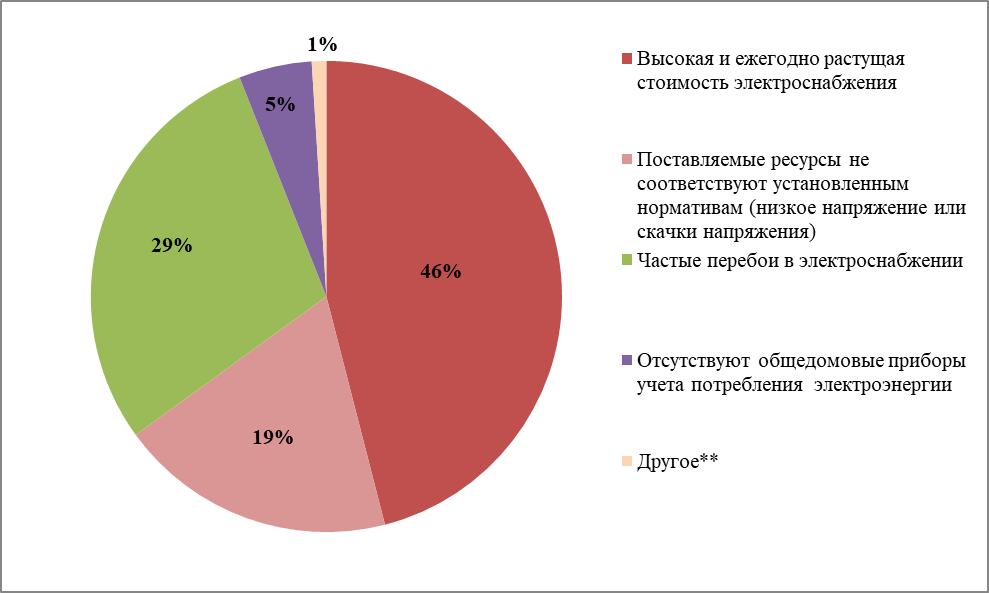 1%
5%
29%
46%
19%
Высокая и ежегодно растущая
стоимость электроснабжения
Поставляемые ресурсы не
соответствуют установленным
нормативам (низкое напряжение или
скачки напряжения)
Частые перебои в электроснабжении
Отсутствуют общедомовые приборы
учета потребления электроэнергии
Другое**